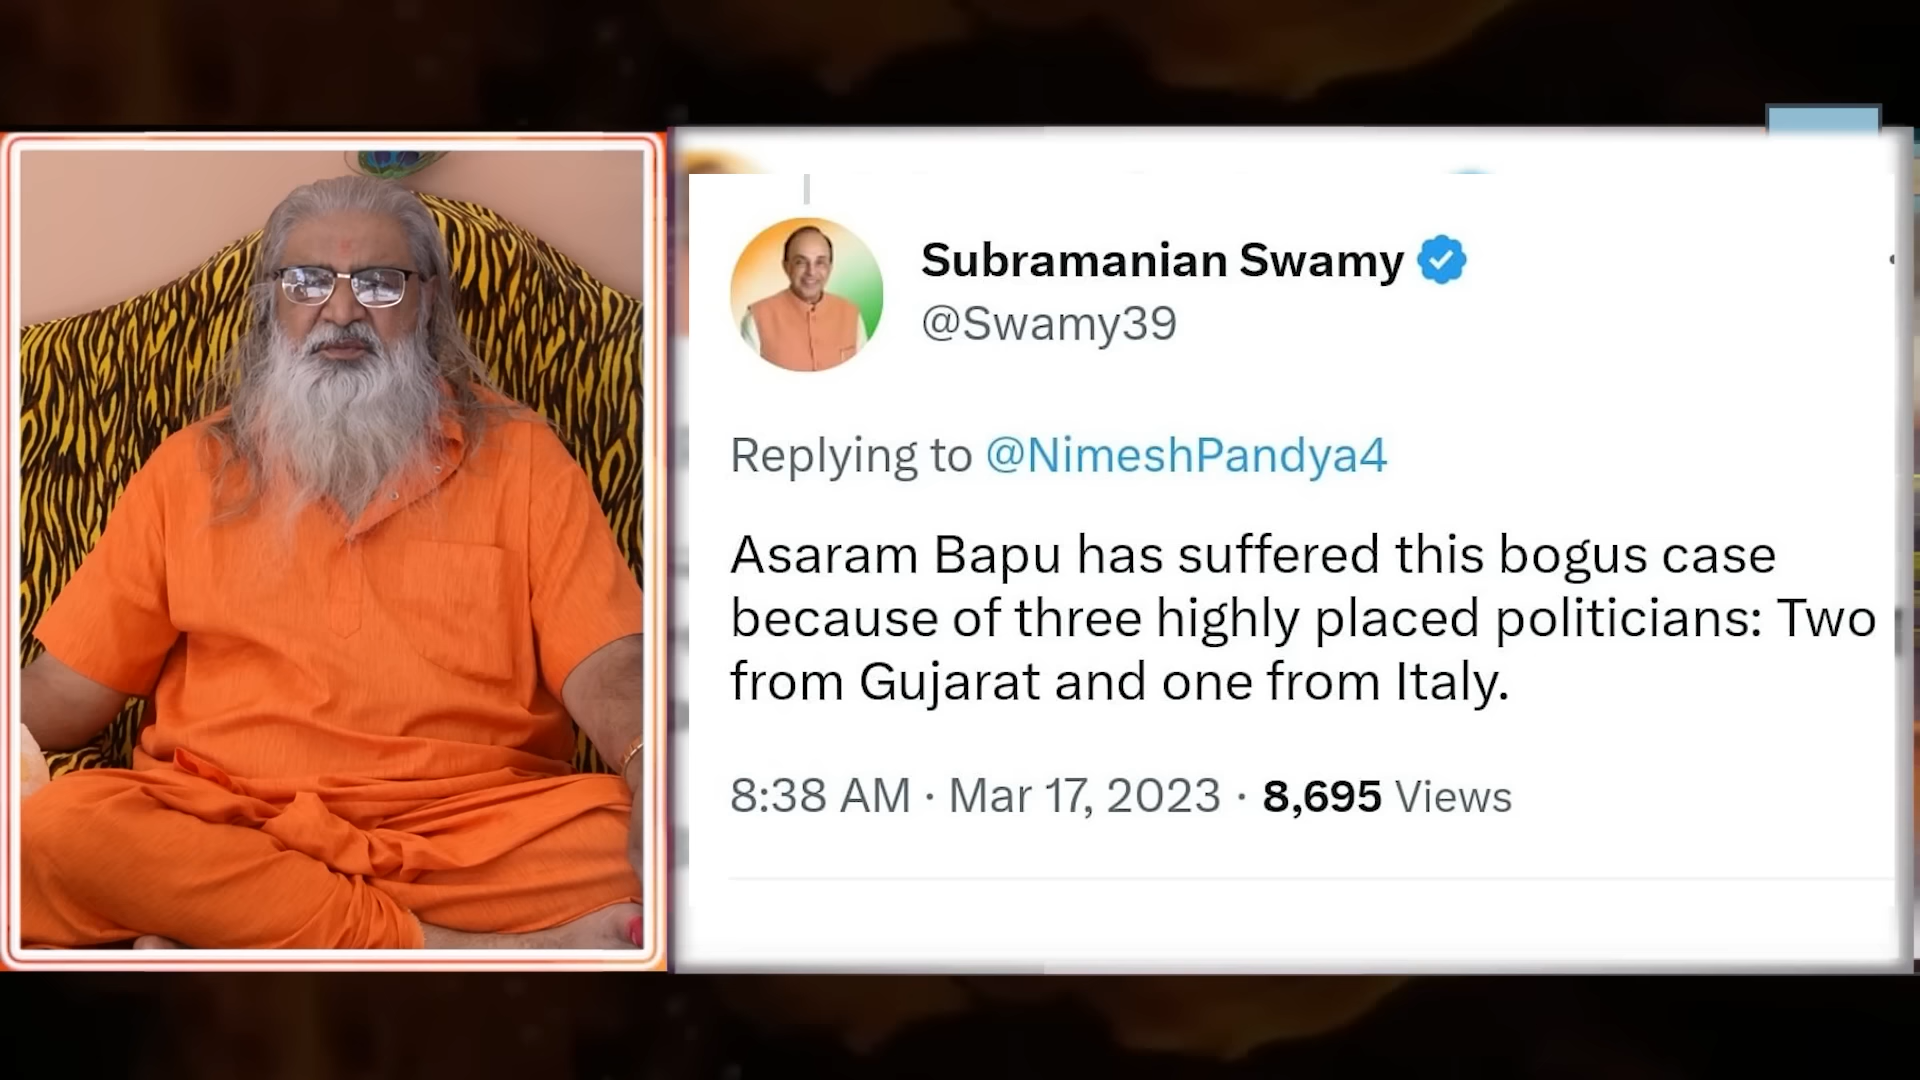 Subramanian Swamy
@Swamy39
Replying to @NimeshPandya4
Asaram Bapu has suffered this bogus case
because of three highly placed politicians: Two
from Gujarat and one from Italy.
8:38 AM · Mar 17, 2023 · 8,695 Views